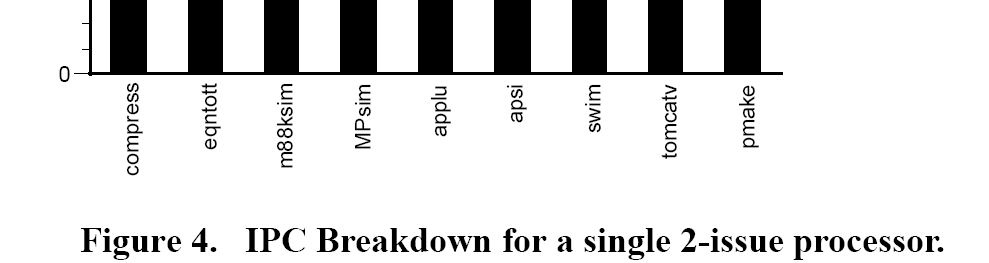 0
compress
eqntott
m88ksim
MPsim
applu
apsi
swim
tomcatv
pmake
Figure 4. IPC Breakdown for a single 2-issue processor.